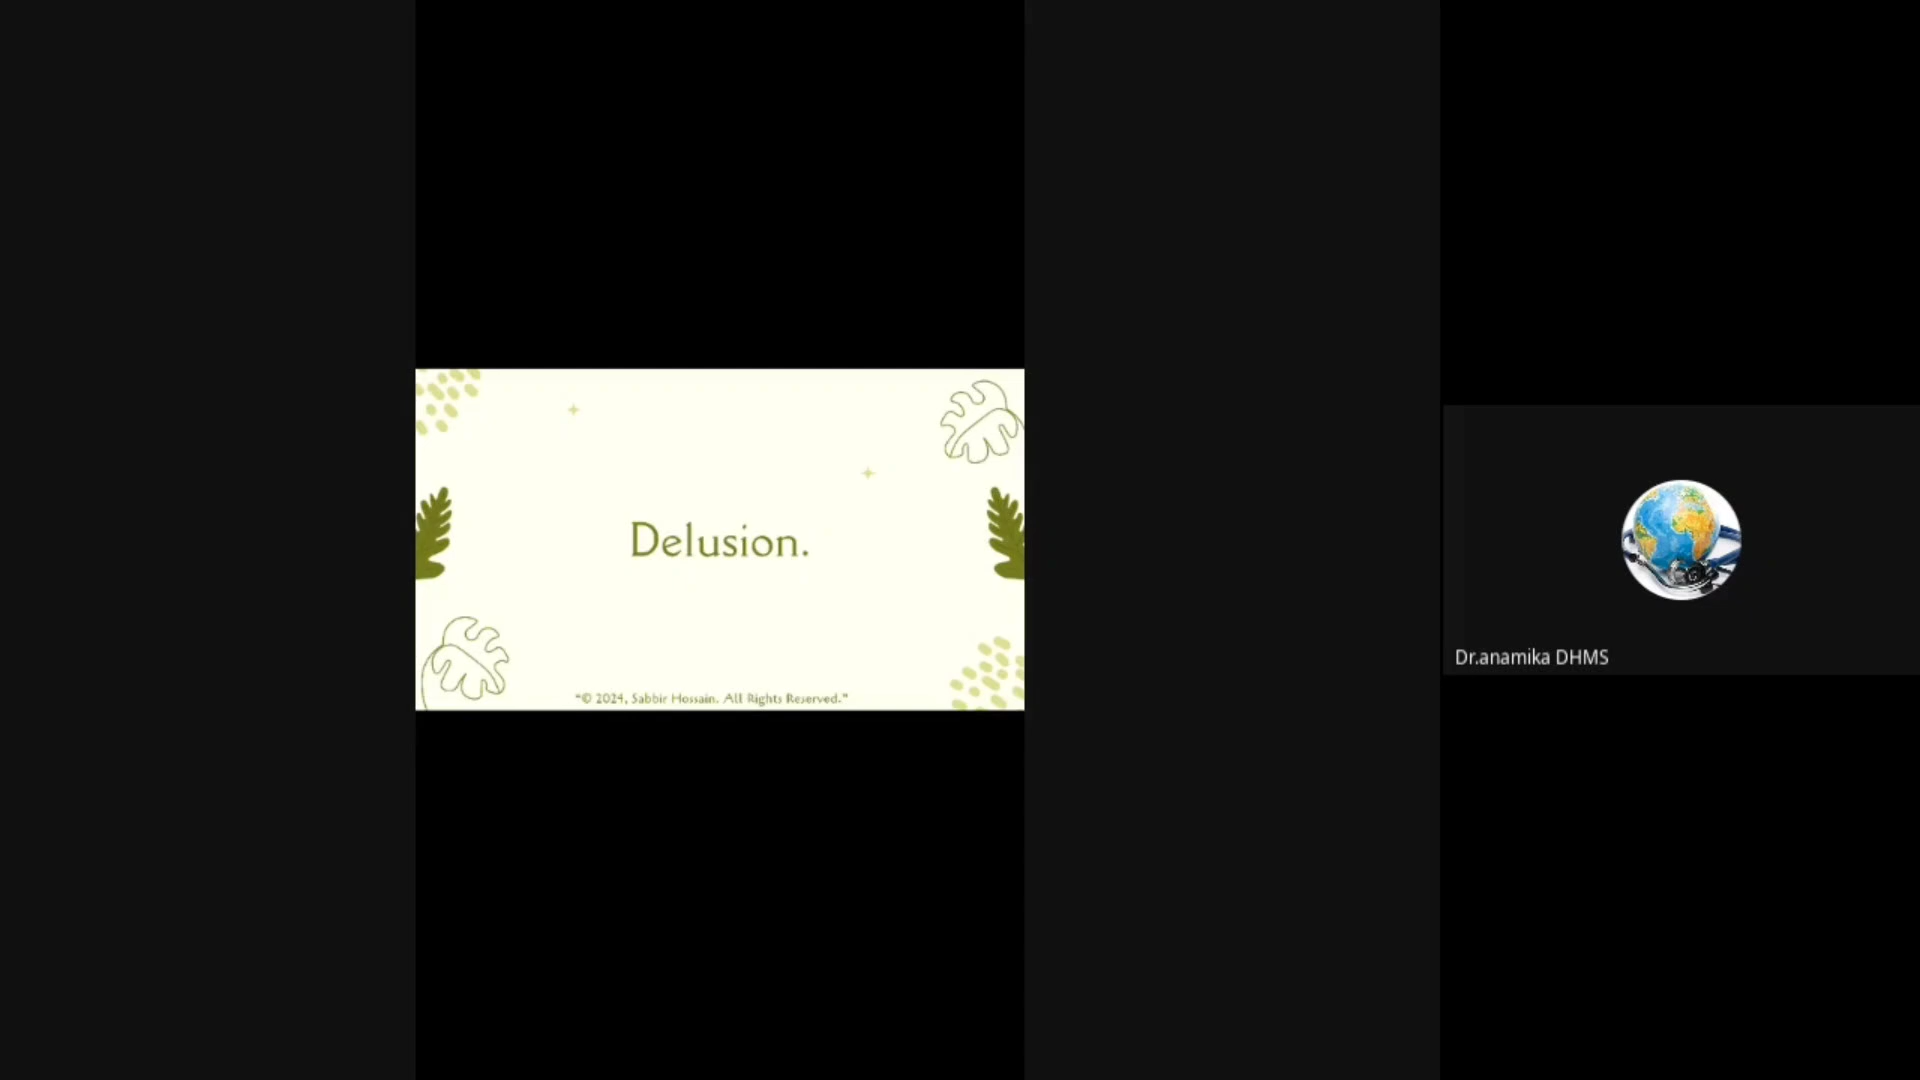 Delusion.
"© 2024, Sabbir Hossain. All Rights Reserved."
Dr.anamika DHMS